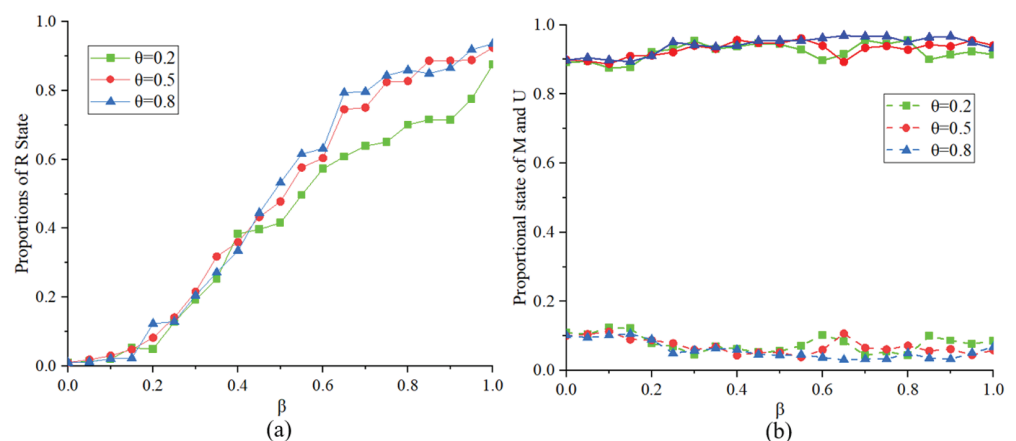 Proportions of R State
1.0
0.8
0.6
0.4
0.2
0.0
θ=0.2
θ=0.5
θ=0.8
0.0 0.2 0.4 0.6 0.8 1.0
β
(a)
Proportional state of M and U
1.0
0.8
0.6
0.4
0.2
0.0
θ=0.2
θ=0.5
θ=0.8
0.0 0.2 0.4 0.6 0.8 1.0
β
(b)